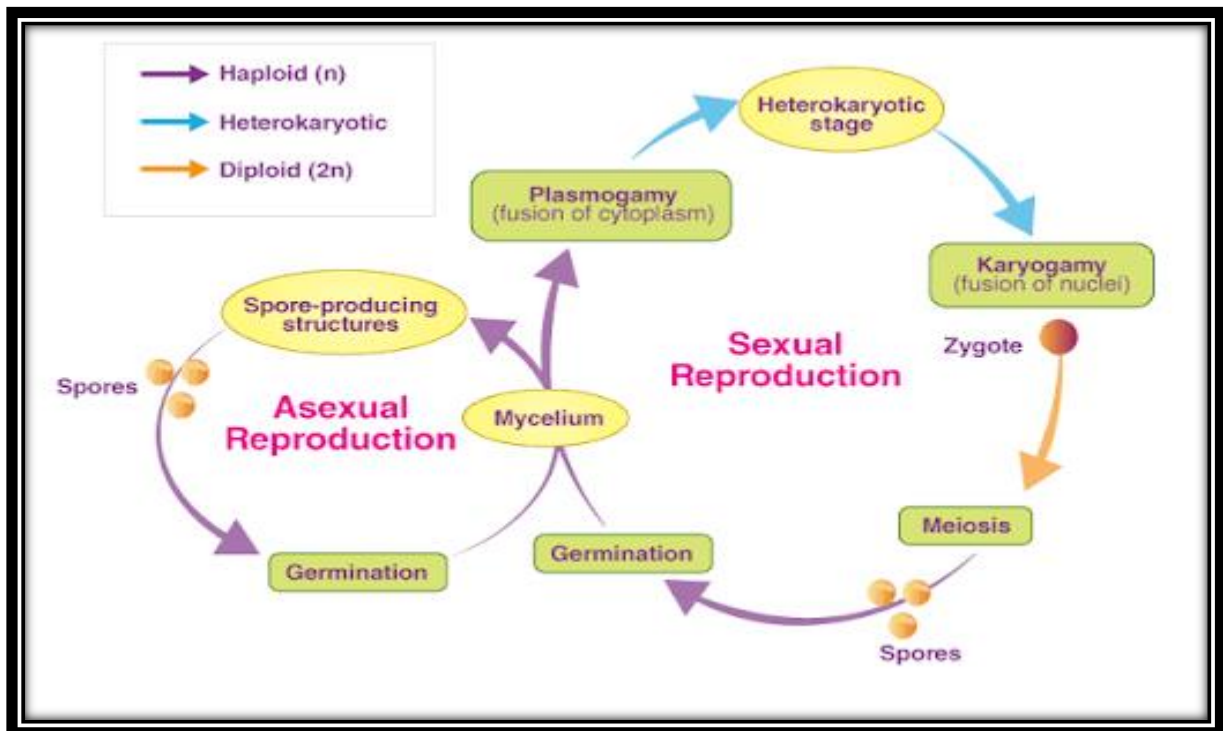 Haploid (n)
Heterokaryotic
Diploid (2n)
Heterokaryotic
stage
Plasmogamy
(fusion of cytoplasm)
Karyogamy
(fusion of nuclei)
Spore-producing
structures
Zygote
Sexual
Reproduction
Spores
Asexual
Reproduction
Mycelium
Meiosis
Germination
Germination
Spores